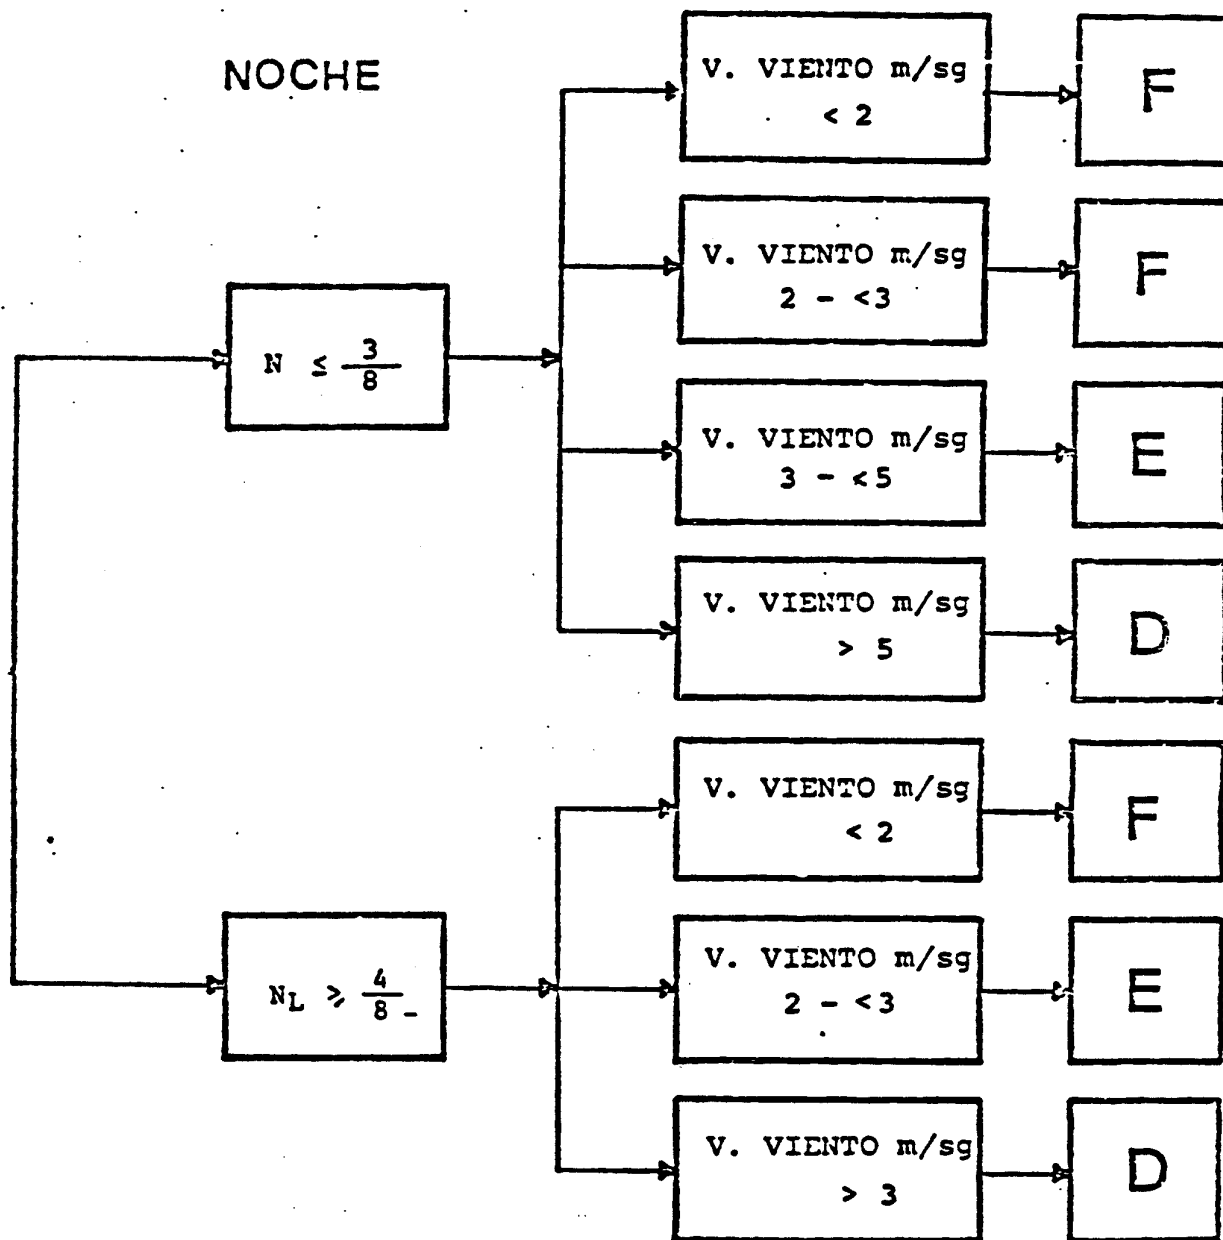 NOCHE
V. VIENTO m/sg
< 2
F
V. VIENTO m/sg
2 - <3
F
N ≤ 3/8
V. VIENTO m/sg
3 - <5
E
V. VIENTO m/sg
> 5
D
V. VIENTO m/sg
< 2
F
N_L ≥ 4/8
V. VIENTO m/sg
2 - <3
E
V. VIENTO m/sg
> 3
D